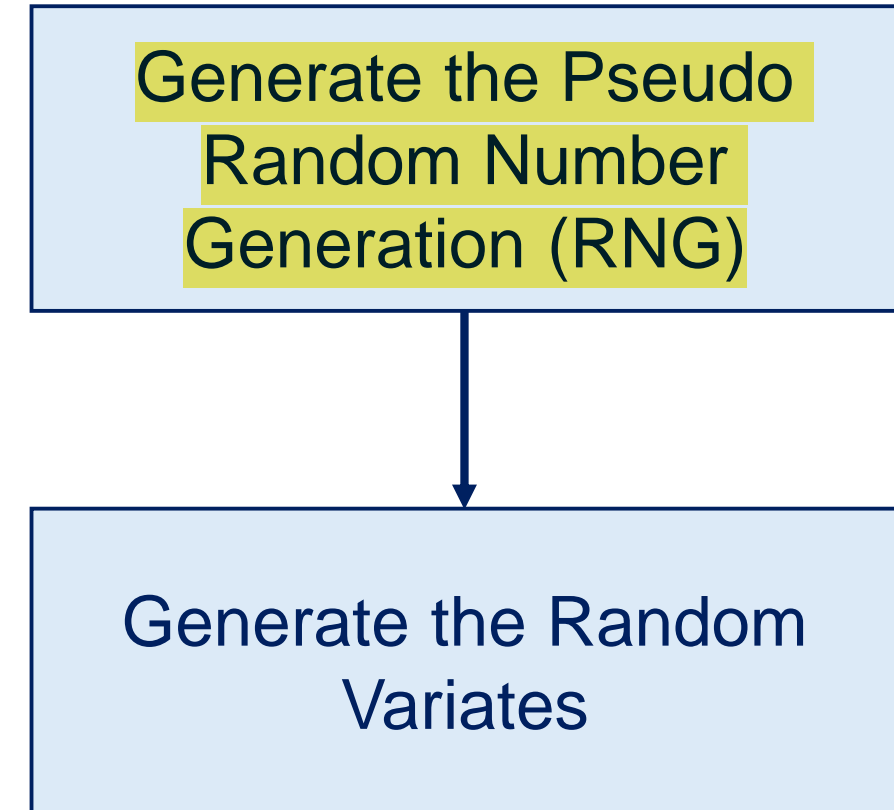 Generate the Pseudo
Random Number
Generation (RNG)
Generate the Random
Variates